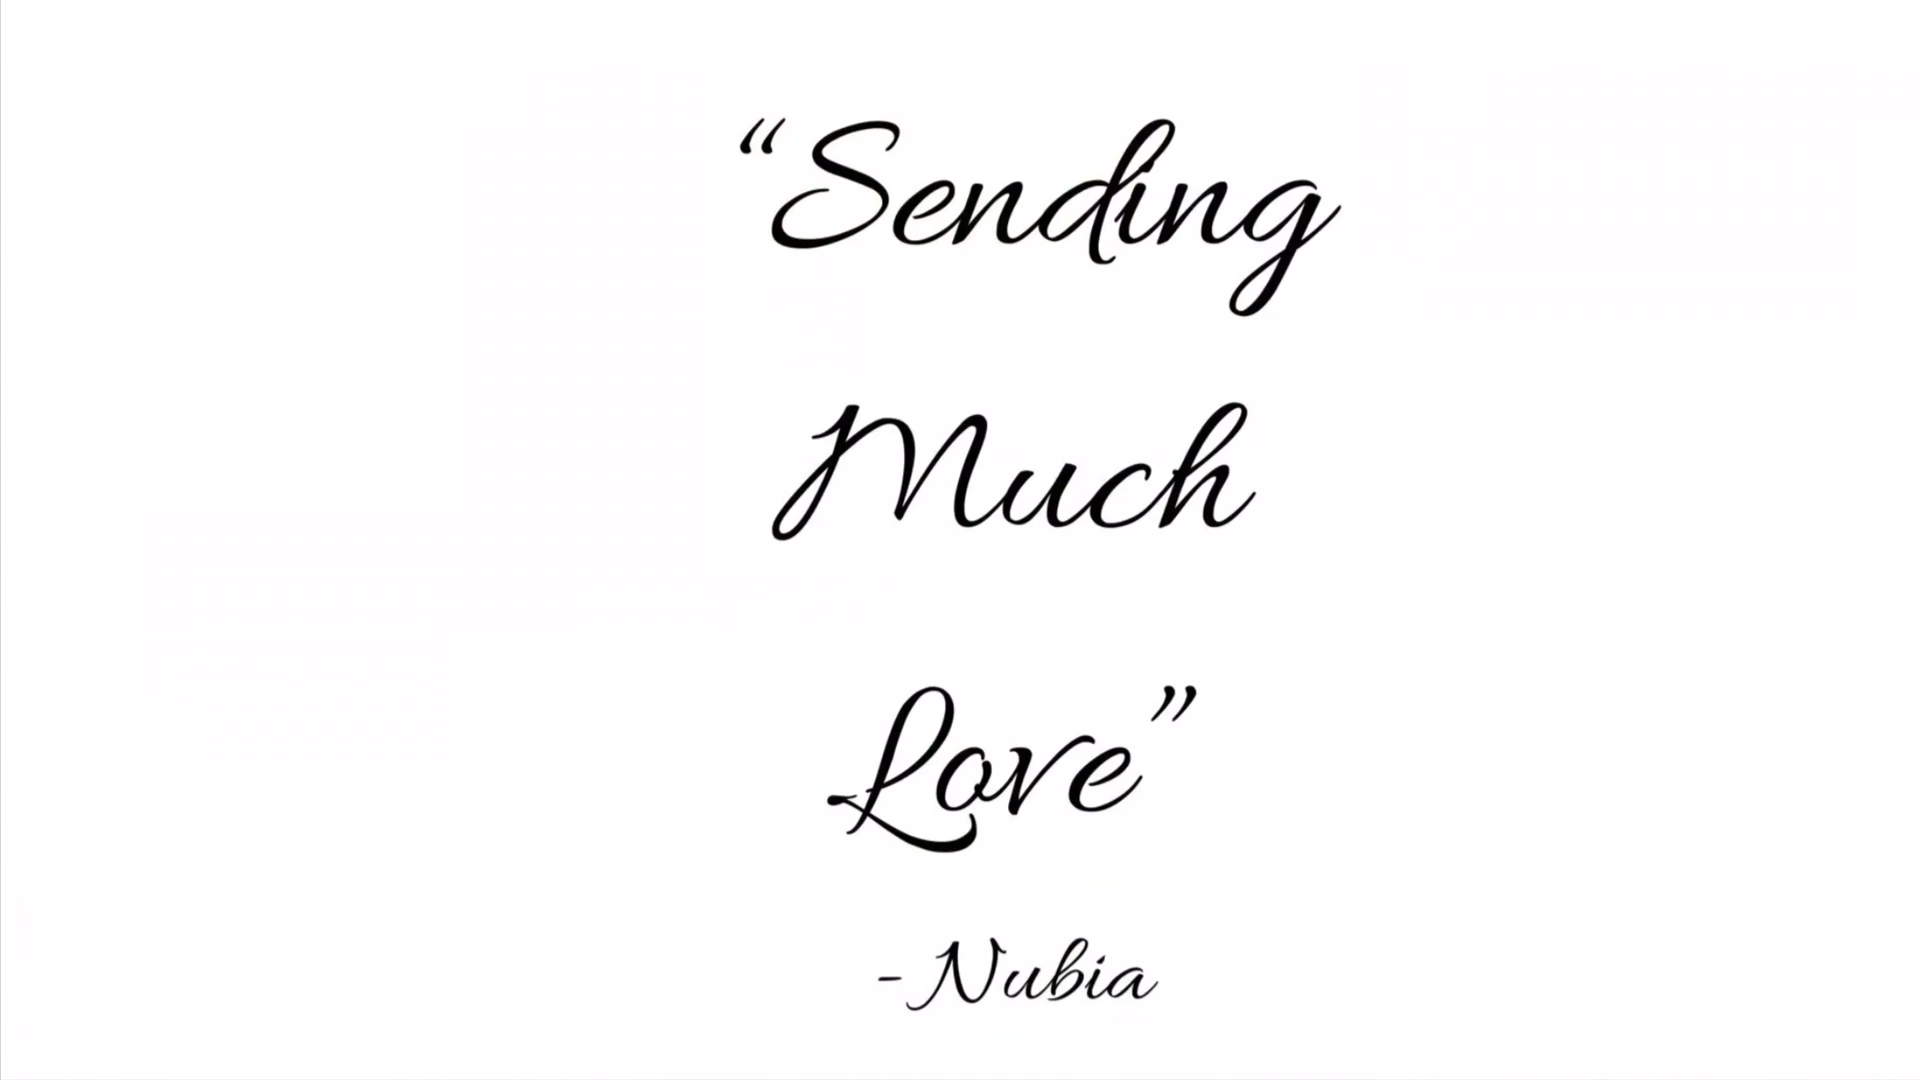 “Sending
Much
Love”
- Nubia